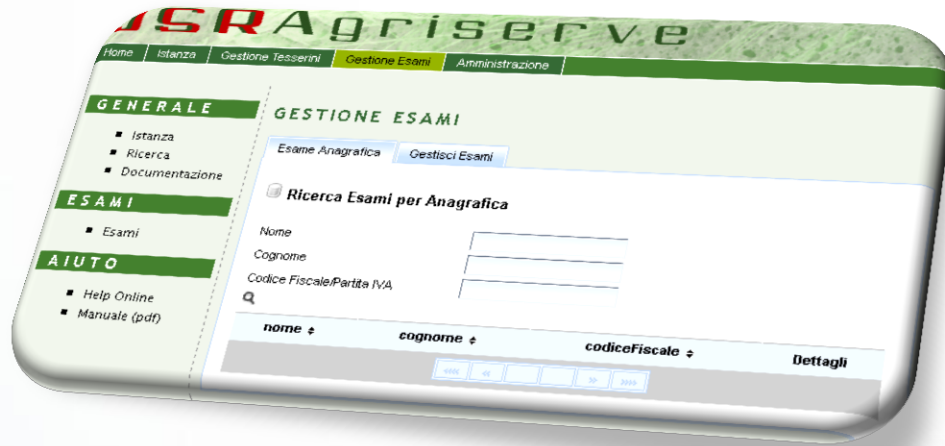 JSRAgriserve
Home Istanza Gestione Tesserini Gestione Esami Amministrazione
GENERALE
Istanza
Ricerca
Documentazione
ESAMI
Esami
AIUTO
Help Online
Manuale (pdf)
GESTIONE ESAMI
Esame Anagrafica Gestisci Esami
Ricerca Esami per Anagrafica
Nome
Cognome
Codice Fiscale/Partita IVA
nome cognome codiceFiscale Dettagli
«« « » »»